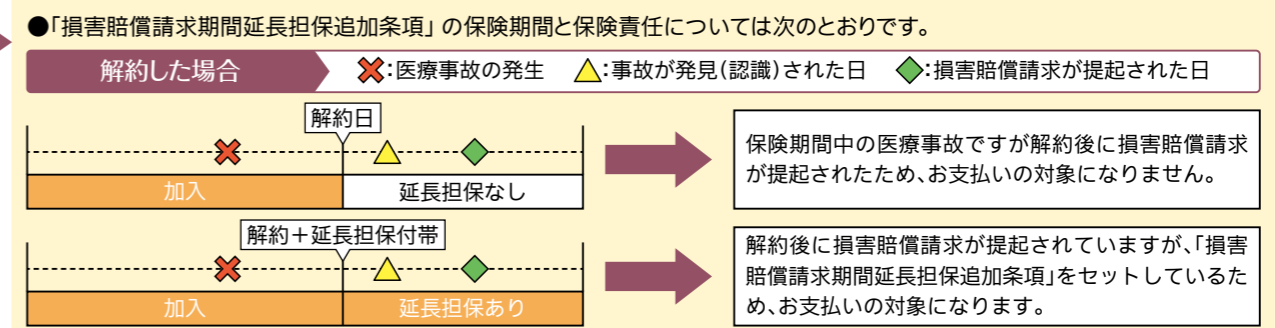 ●「損害賠償請求期間延長担保追加条項」の保険期間と保険責任については次のとおりです。
解約した場合 ✖:医療事故の発生 △:事故が発見(認識)された日 ◆:損害賠償請求が提起された日
解約日
加入 延長担保なし
保険期間中の医療事故ですが解約後に損害賠償請求
が提起されたため、お支払いの対象になりません。
解約+延長担保付帯
加入 延長担保あり
解約後に損害賠償請求が提起されていますが、「損害
賠償請求期間延長担保追加条項」をセットしているた
め、お支払いの対象になります。